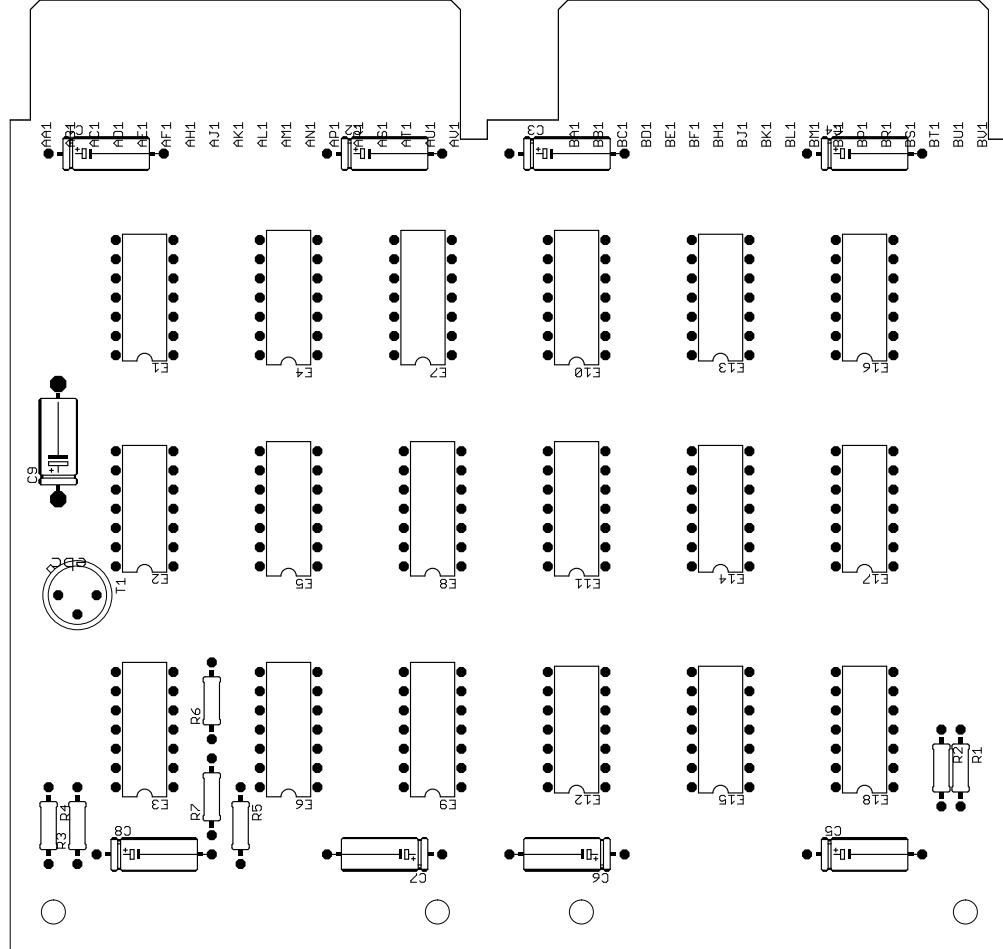 AA1 AB1 AC1 AD1 AE1 AF1 AH1 AJ1 AK1 AL1 AM1 AN1 AP1 AR1 AS1 AT1 AU1 AV1 BA1 BB1 BC1 BD1 BE1 BF1 BH1 BJ1 BK1 BL1 BM1 BN1 BP1 BR1 BS1 BT1 BU1 BV1
C3
E1 E4 E7 E10 E13 E16
C9
T1
E2 E5 E8 E11 E14 E17
R6
R2 R1
E3 E6 E9 E12 E15 E18
R3 R4 R7 R5
C8 C5
C7 C6